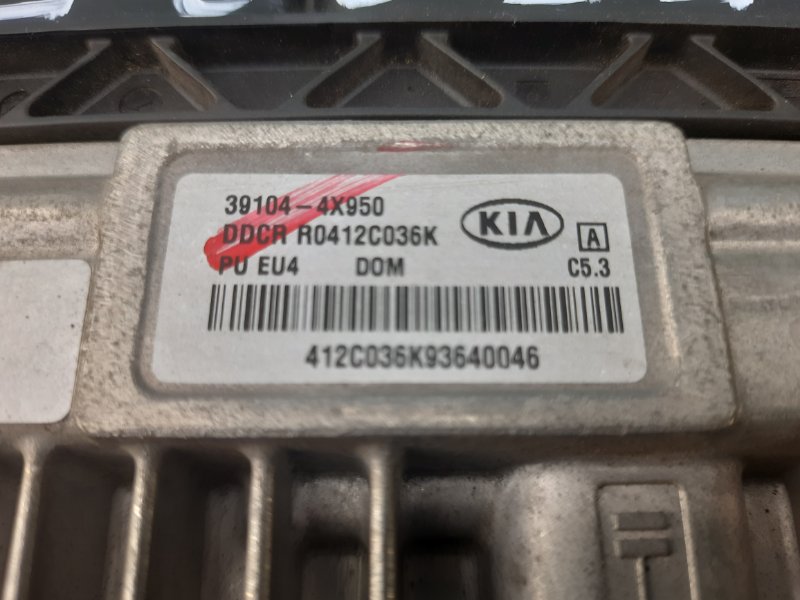 39104-4X950
DDCR R0412C036K
KIA
A
PU EU4 DOM C5.3
412C036K93640046